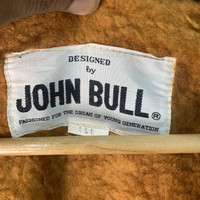 DESIGNED
by
JOHN BULL®
FASHIONED FOR THE DREAM OF YOUNG GENERATION